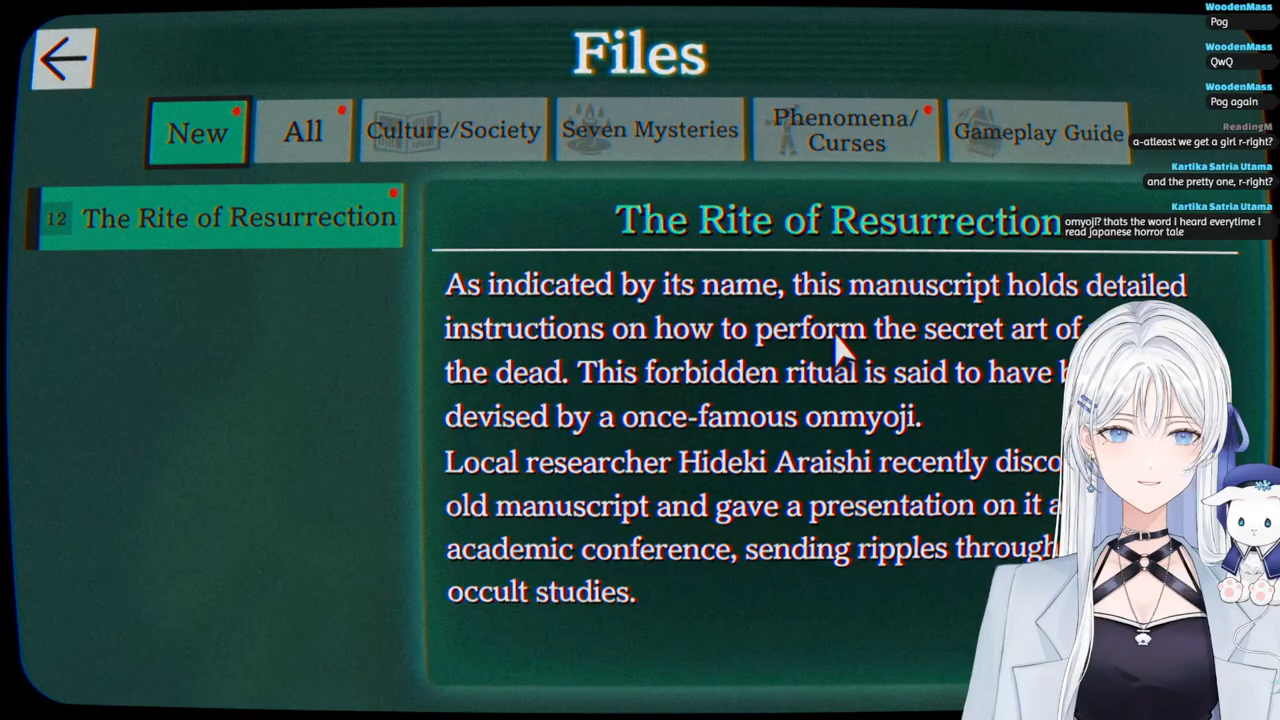 Files
New
All
Culture/Society
Seven Mysteries
Phenomena/
Curses
Gameplay Guide
12 The Rite of Resurrection
The Rite of Resurrection
As indicated by its name, this manuscript holds detailed
instructions on how to perform the secret art of
the dead. This forbidden ritual is said to have
devised by a once-famous onmyoji.
Local researcher Hideki Araishi recently
old manuscript and gave a presentation on it
academic conference, sending ripples through
occult studies.
WoodenMass
Pog
WoodenMass
QwQ
WoodenMass
Pog again
ReadingM
a-atleast we get a girl r-right?
Kartika Satria Utama
and the pretty one, r-right?
Kartika Satria Utama
omyoji? thats the word I heard everytime i
read japanese horror tale